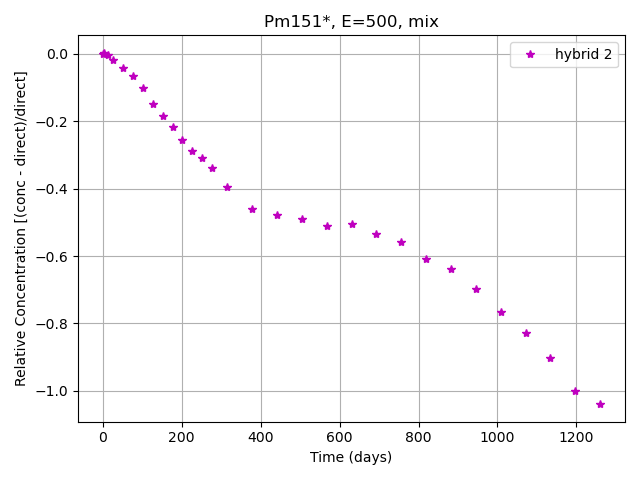 Pm151*, E=500, mix
hybrid 2
Relative Concentration [(conc - direct)/direct]
0.0
−0.2
−0.4
−0.6
−0.8
−1.0
0 200 400 600 800 1000 1200
Time (days)